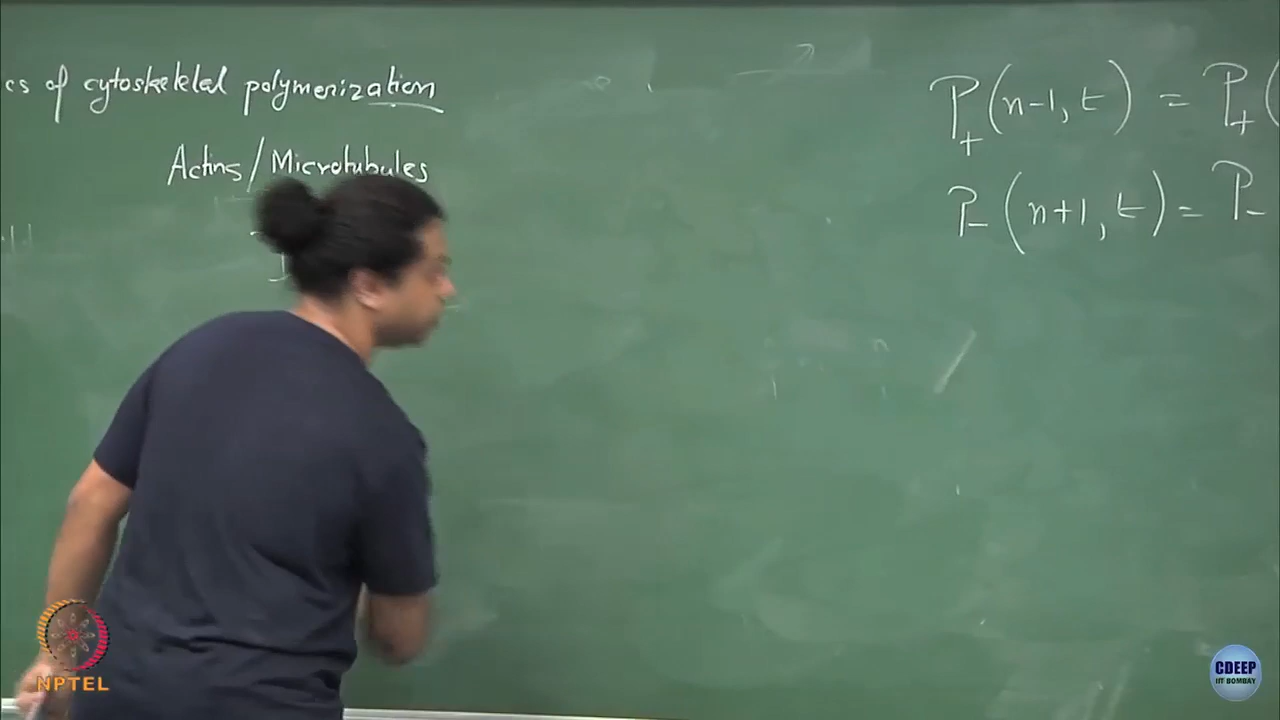 cs of cytoskeletal polymerization
Actins/Microtubules
P₊(n-1, t) = P₊(
P₋(n+1, t) = P₋
NPTEL
CDEEP
IIT BOMBAY